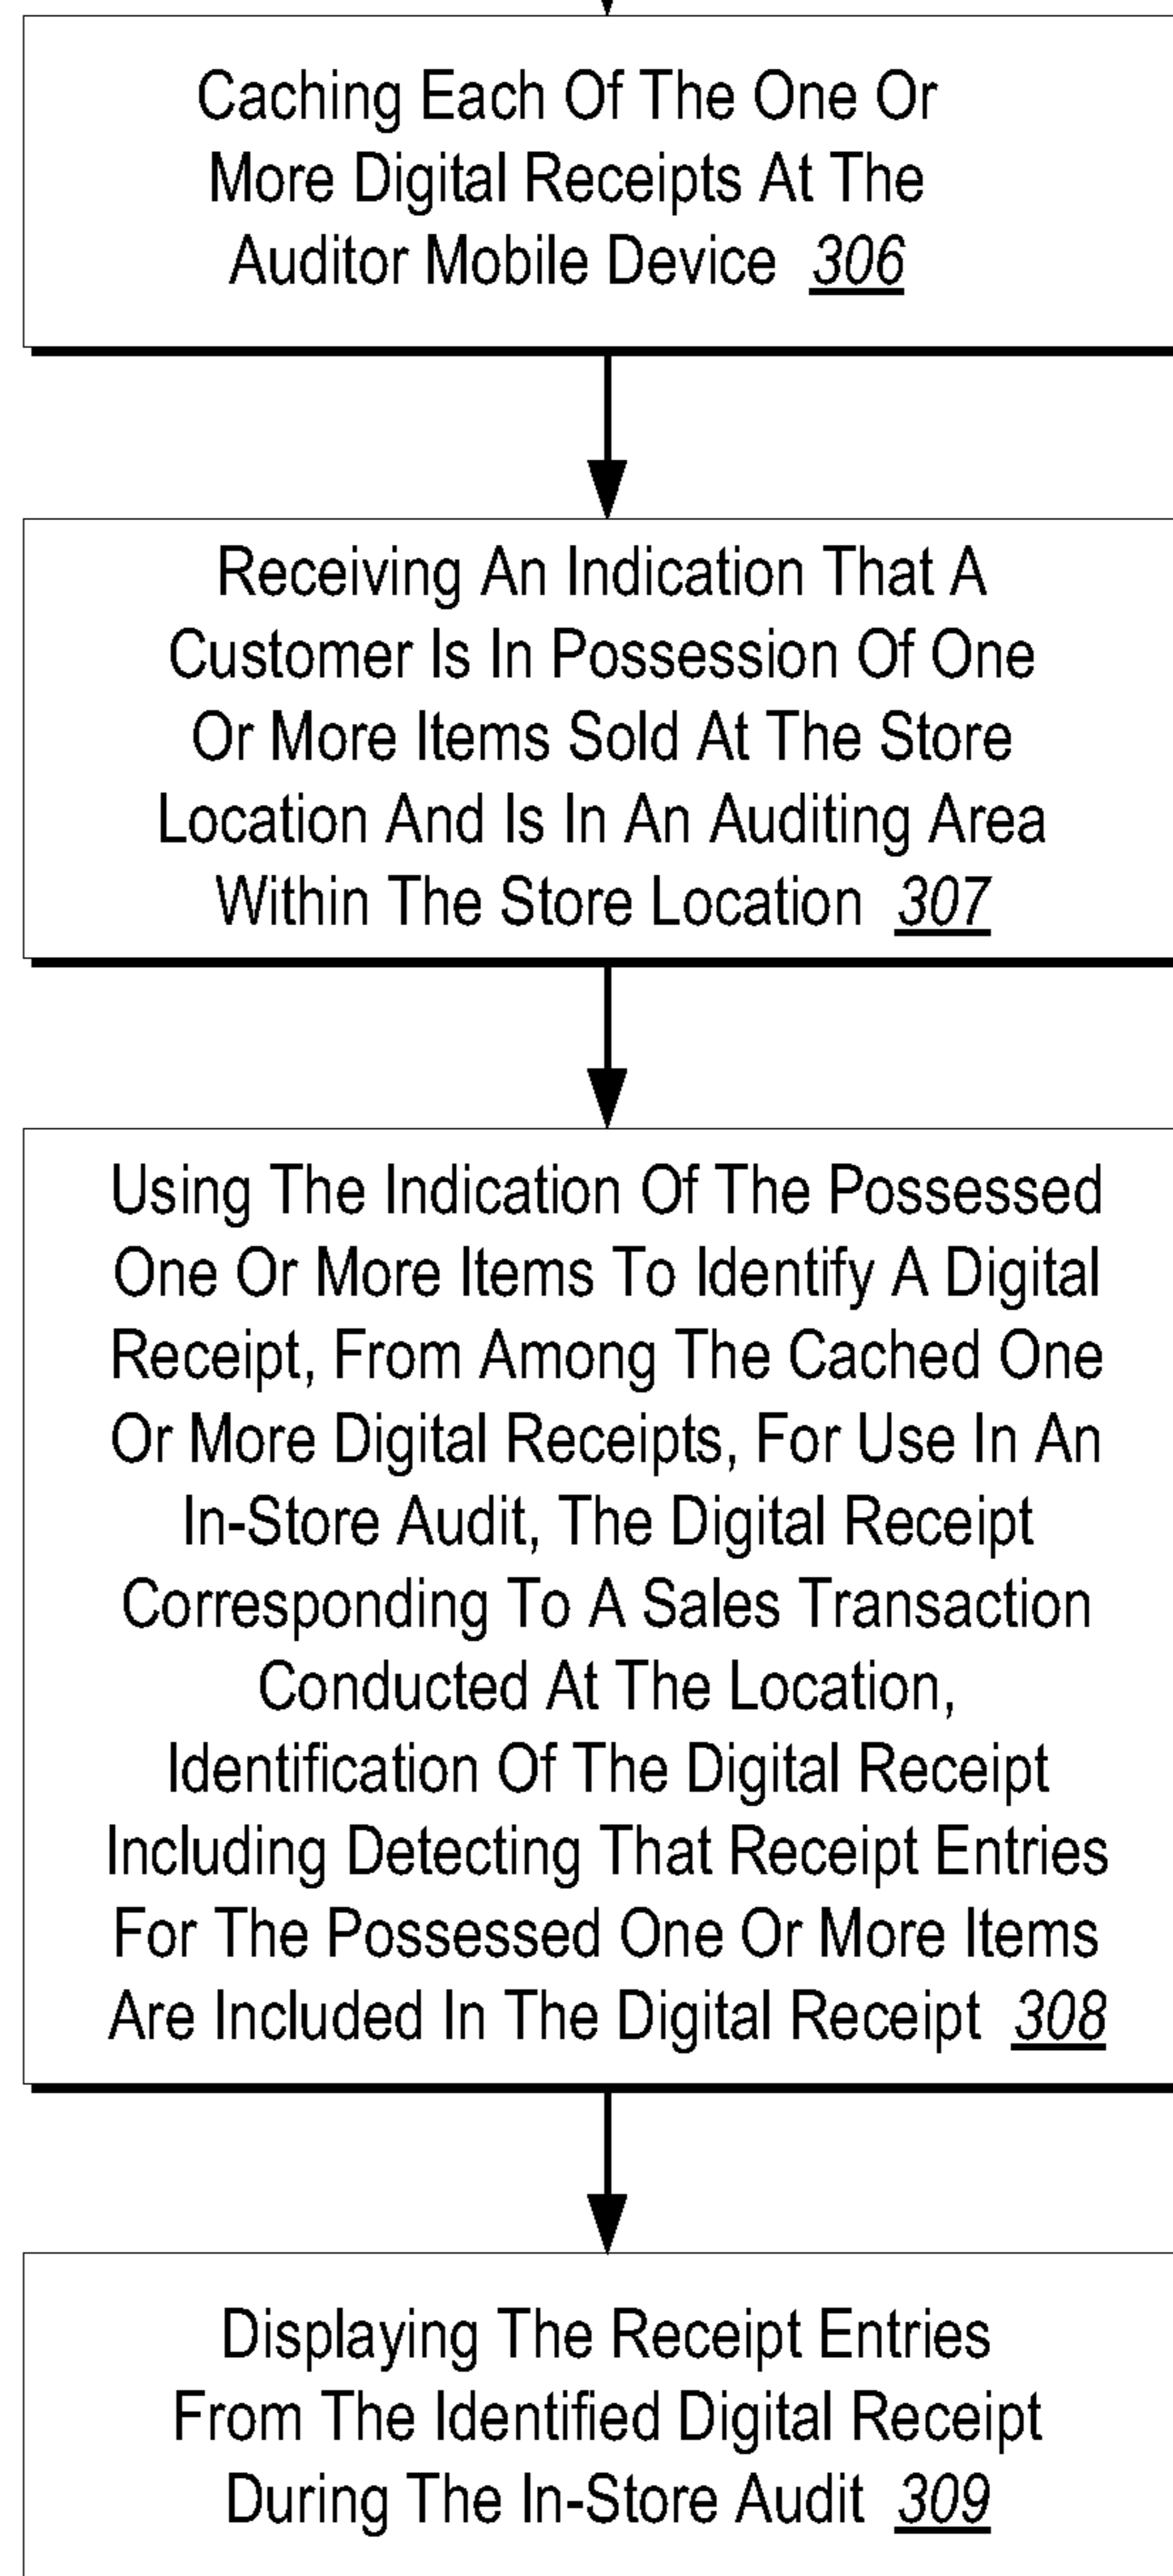 Caching Each Of The One Or
More Digital Receipts At The
Auditor Mobile Device 306
Receiving An Indication That A
Customer Is In Possession Of One
Or More Items Sold At The Store
Location And Is In An Auditing Area
Within The Store Location 307
Using The Indication Of The Possessed
One Or More Items To Identify A Digital
Receipt, From Among The Cached One
Or More Digital Receipts, For Use In An
In-Store Audit, The Digital Receipt
Corresponding To A Sales Transaction
Conducted At The Location,
Identification Of The Digital Receipt
Including Detecting That Receipt Entries
For The Possessed One Or More Items
Are Included In The Digital Receipt 308
Displaying The Receipt Entries
From The Identified Digital Receipt
During The In-Store Audit 309